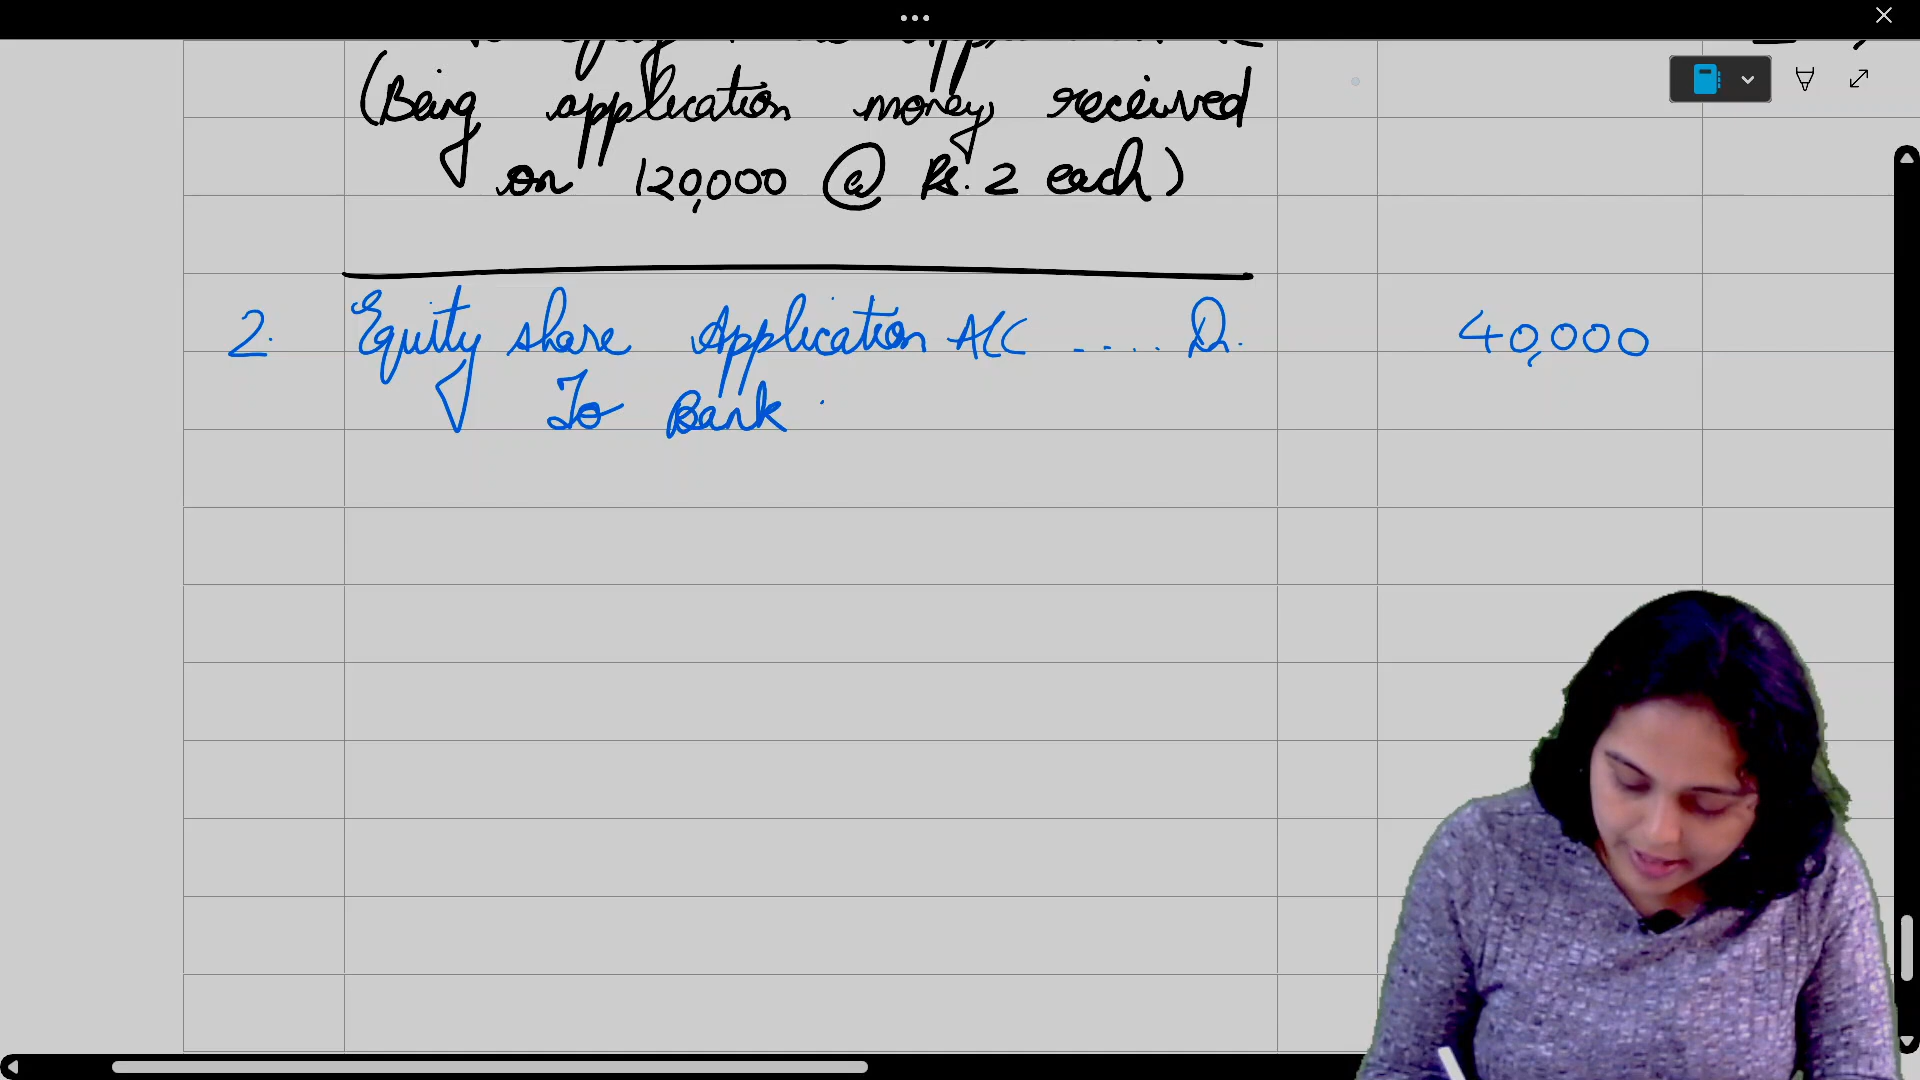 (Being application money received
on 120,000 @ Rs. 2 each)
2. Equity share Application A/C .... Dr. 40,000
To Bank